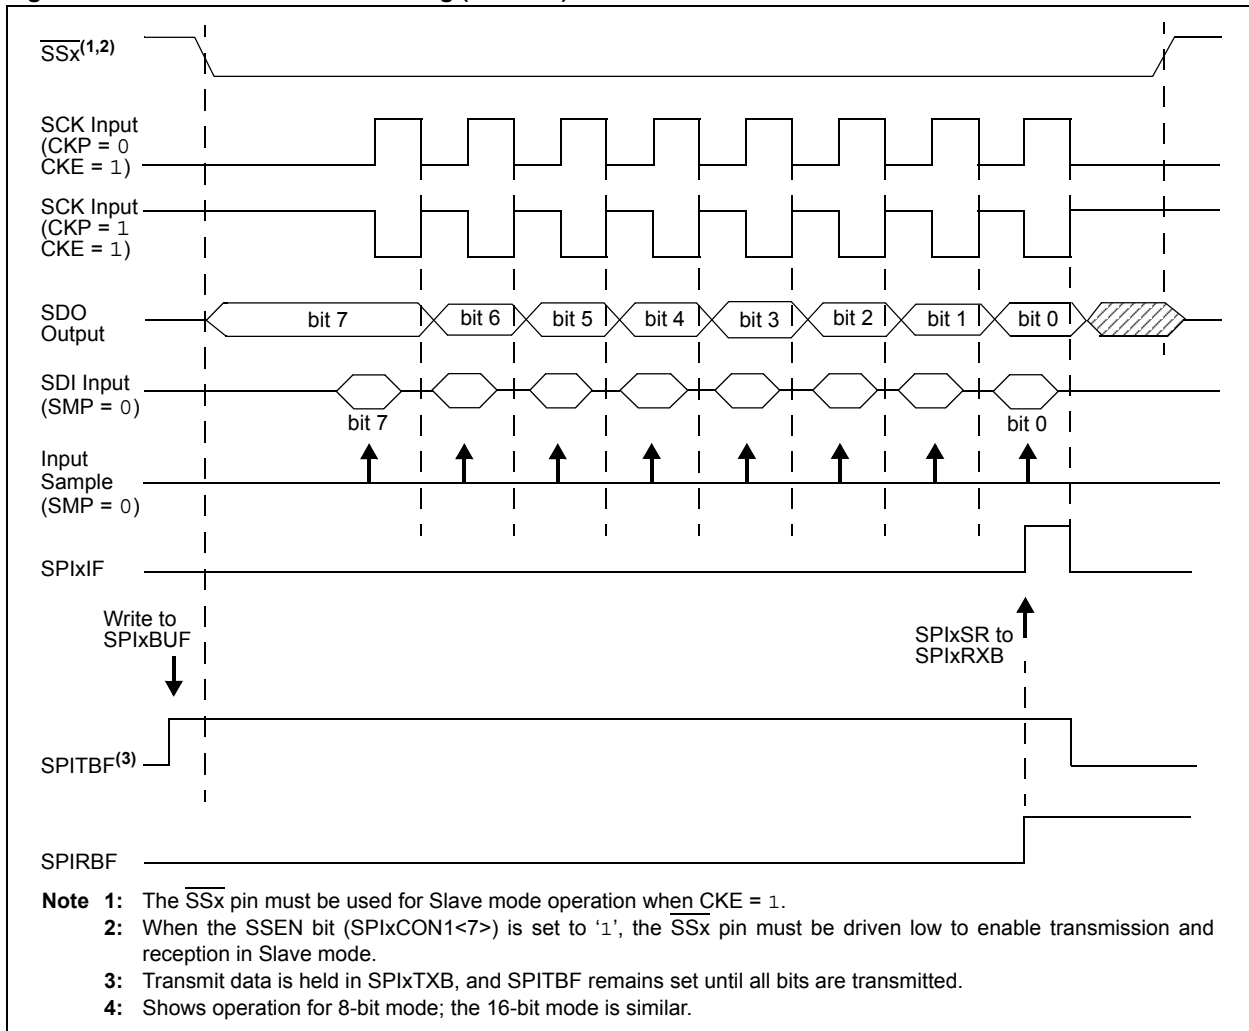 SSx(1,2)
SCK Input
(CKP = 0
CKE = 1)
SCK Input
(CKP = 1
CKE = 1)
SDO
Output
bit 7 bit 6 bit 5 bit 4 bit 3 bit 2 bit 1 bit 0
SDI Input
(SMP = 0)
bit 7 bit 0
Input
Sample
(SMP = 0)
SPIxIF
Write to
SPIxBUF
SPIxSR to
SPIxRXB
SPITBF(3)
SPIRBF
Note 1: The SSx pin must be used for Slave mode operation when CKE = 1.
2: When the SSEN bit (SPIxCON1<7>) is set to ‘1’, the SSx pin must be driven low to enable transmission and
reception in Slave mode.
3: Transmit data is held in SPIxTXB, and SPITBF remains set until all bits are transmitted.
4: Shows operation for 8-bit mode; the 16-bit mode is similar.